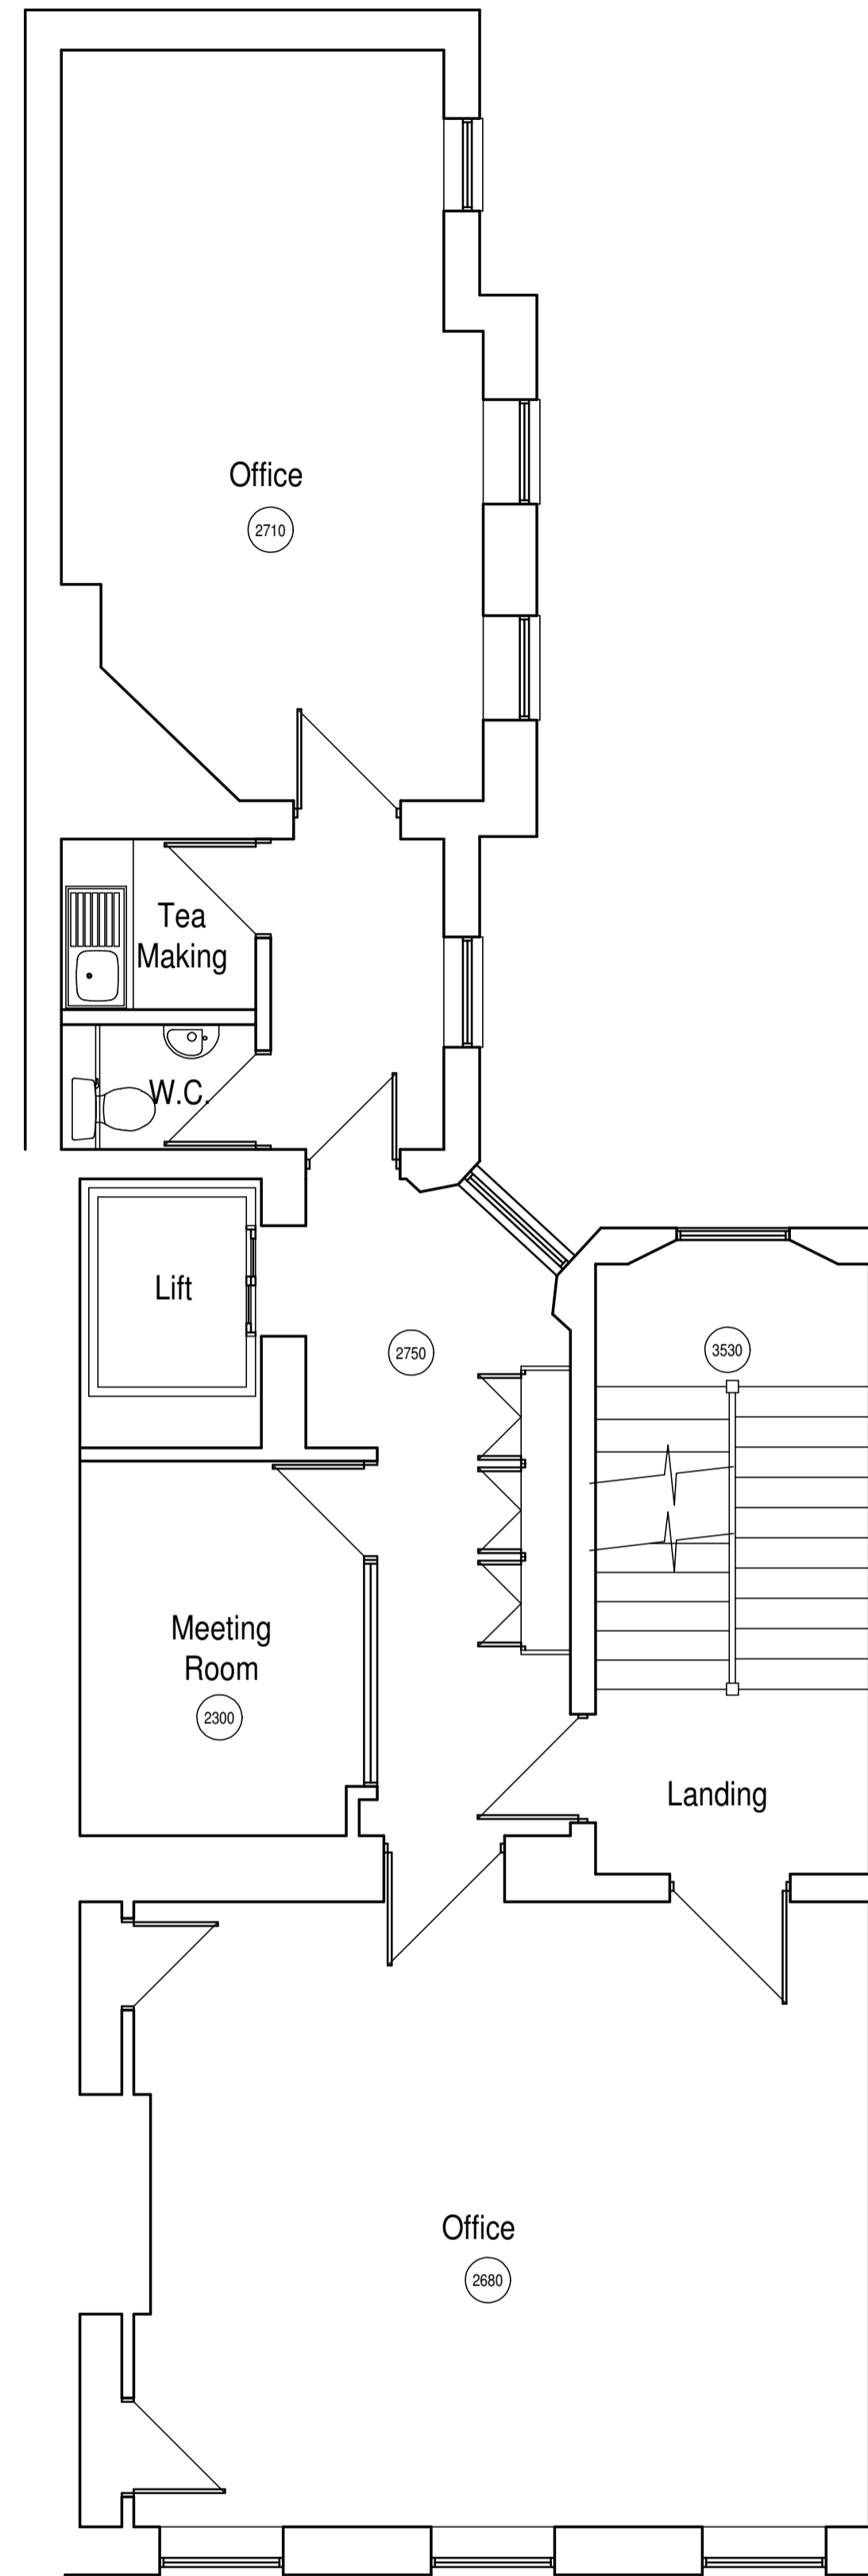 Office
2710
Tea
Making
W.C.
Lift
2750
3530
Meeting
Room
2300
Landing
Office
2680